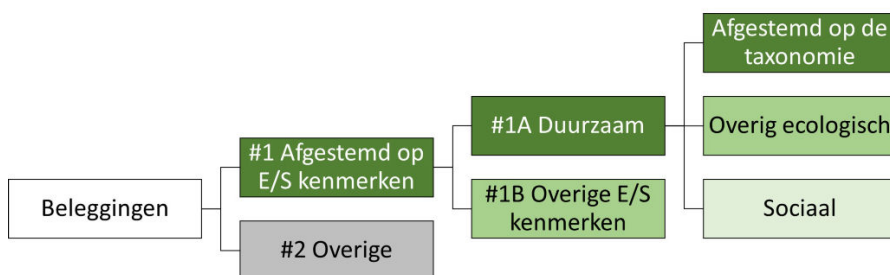 Beleggingen
#1 Afgestemd op
E/S kenmerken
#2 Overige
#1A Duurzaam
#1B Overige E/S
kenmerken
Afgestemd op de
taxonomie
Overig ecologisch
Sociaal